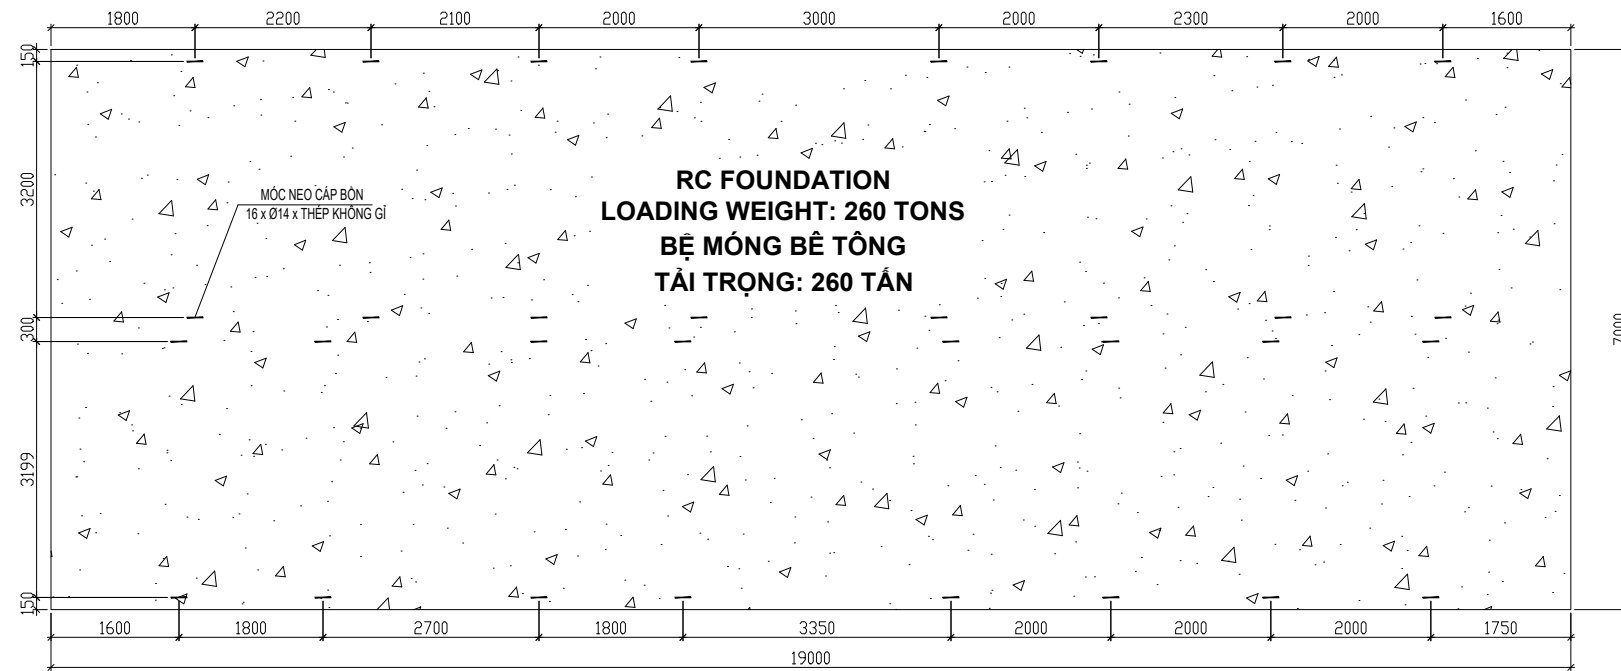 1800 2200 2100 2000 3000 2000 2300 2000 1600
150
3200
300
3199
150
MÓC NEO CÁP BỒN
16 x Ø14 x THÉP KHÔNG GỈ
RC FOUNDATION
LOADING WEIGHT: 260 TONS
BỆ MÓNG BÊ TÔNG
TẢI TRỌNG: 260 TẤN
7000
1600 1800 2700 1800 3350 2000 2000 2000 1750
19000